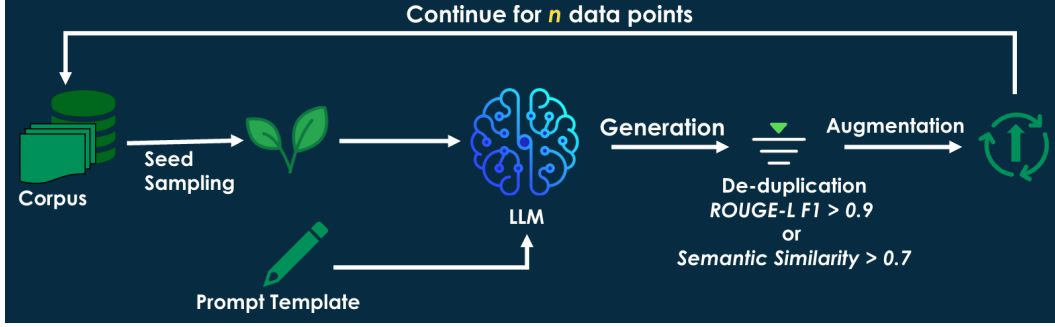 Continue for n data points
Generation
Augmentation
Seed
Sampling
Corpus
LLM
De-duplication
ROUGE-L F1 > 0.9
or
Semantic Similarity > 0.7
Prompt Template